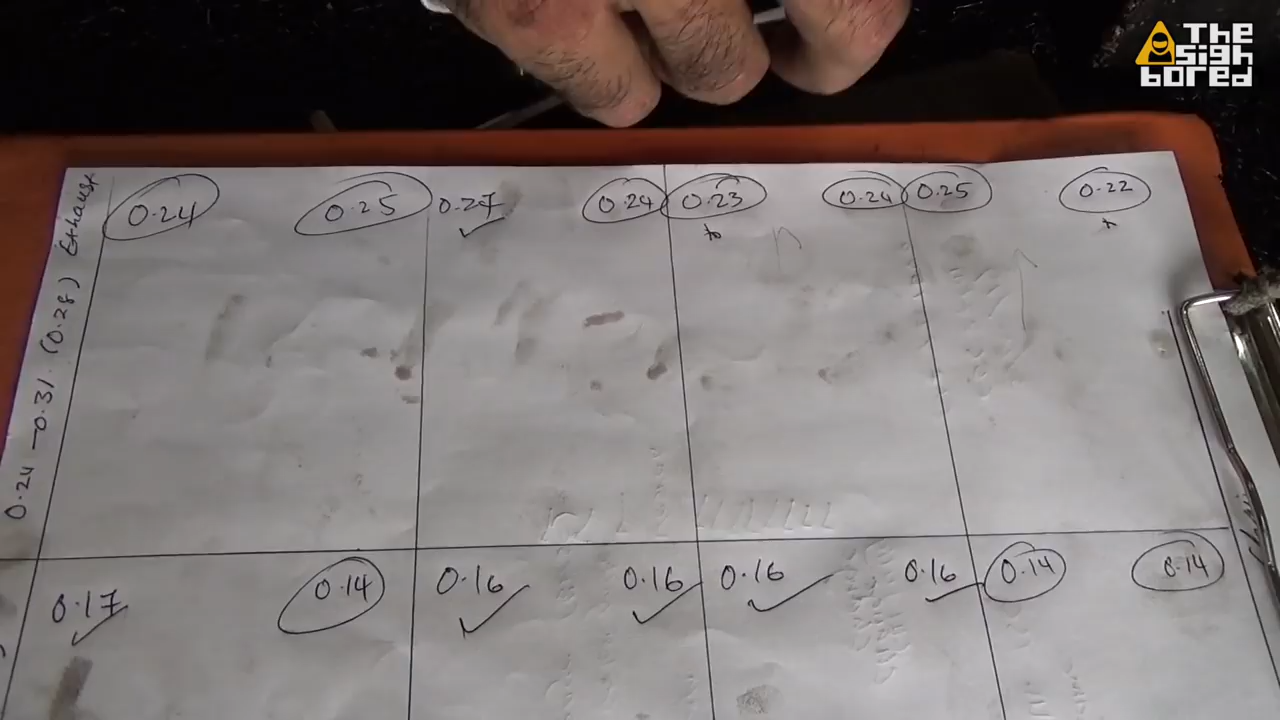 The
sigh
bored
0.24 0.25 0.27 0.24 0.23 0.24 0.25 0.22
0.24 - 0.31 (0.28) Exhaust
0.17 0.14 0.16 0.16 0.16 0.16 0.14 0.14